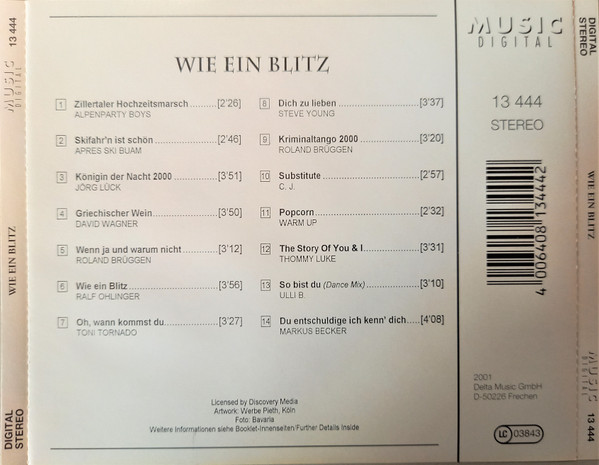 DIGITAL
STEREO
13 444
MUSIC
DIGITAL
WIE EIN BLITZ
DIGITAL
STEREO
WIE EIN BLITZ
1 Zillertaler Hochzeitsmarsch..........[2'26]
ALPENPARTY BOYS
2 Skifahr'n ist schön......................[2'46]
APRES SKI BUAM
3 Königin der Nacht 2000................[3'51]
JÖRG LÜCK
4 Griechischer Wein.......................[3'50]
DAVID WAGNER
5 Wenn ja und warum nicht.............[3'12]
ROLAND BRÜGGEN
6 Wie ein Blitz...............................[3'56]
RALF OHLINGER
7 Oh, wann kommst du...................[3'27]
TONI TORNADO
8 Dich zu lieben.............................[3'37]
STEVE YOUNG
9 Kriminaltango 2000.....................[3'20]
ROLAND BRÜGGEN
10 Substitute..................................[2'57]
C. J.
11 Popcorn.....................................[2'32]
WARM UP
12 The Story Of You & I....................[3'31]
THOMMY LUKE
13 So bist du (Dance Mix).................[3'10]
ULLI B.
14 Du entschuldige ich kenn' dich.....[4'08]
MARKUS BECKER
Licensed by Discovery Media
Artwork: Werbe Pieth, Köln
Foto: Bavaria
Weitere Informationen siehe Booklet-Innenseiten/Further Details Inside
MUSIC
DIGITAL
13 444
STEREO
4 006408 134442
2001
Delta Music GmbH
D-50226 Frechen
LC 03843
DIGITAL
STEREO
WIE EIN BLITZ
MUSIC
DIGITAL
13 444